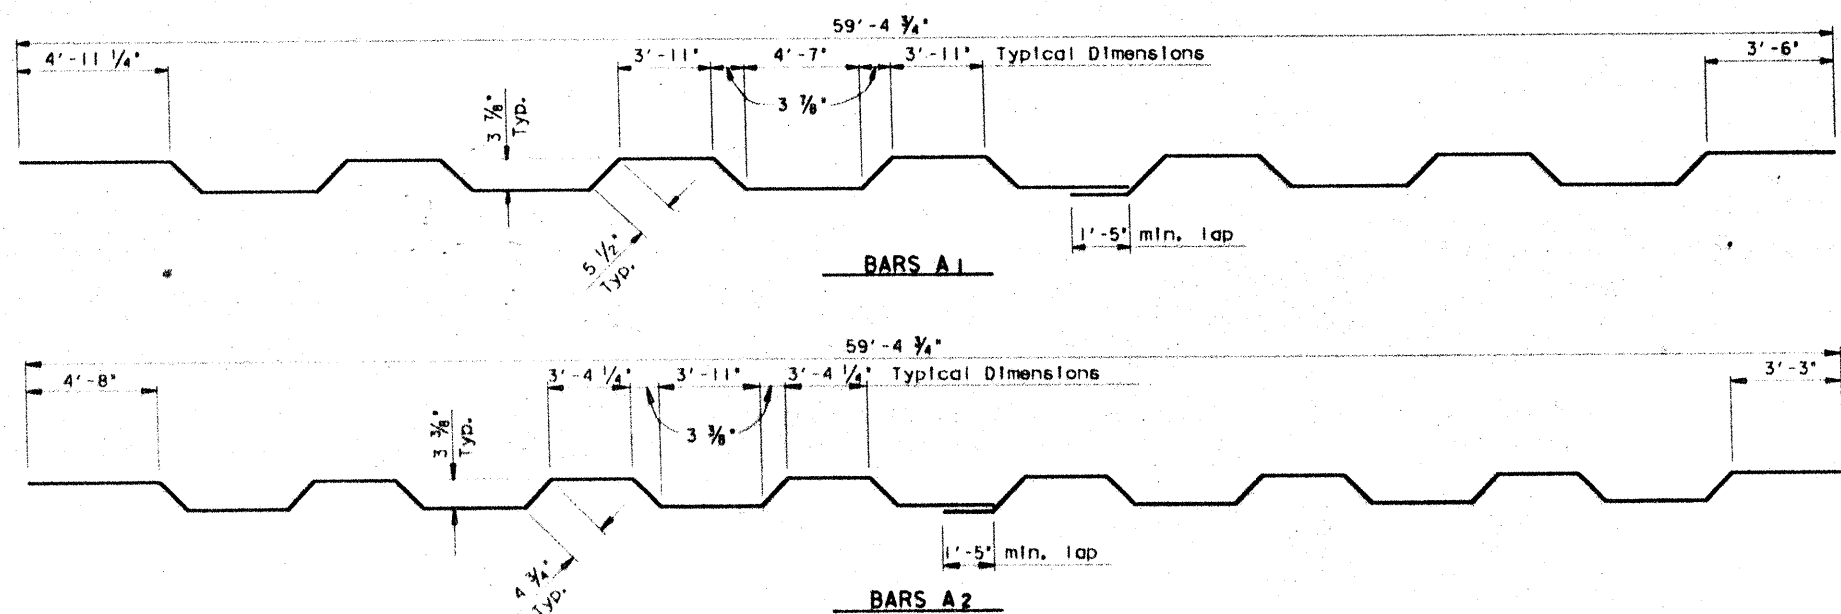 59'-4 3/4"
4'-11 1/4" 3'-11" 4'-7" 3'-11" Typical Dimensions 3'-6"
3 7/8"
3 7/8" Typ.
1'-5" min. lap
5 1/2" Typ.
BARS A1
59'-4 3/4"
4'-8" 3'-4 1/4" 3'-11" 3'-4 1/4" Typical Dimensions 3'-3"
3 3/8"
3 3/8" Typ.
1'-5" min. lap
4 3/4" Typ.
BARS A2